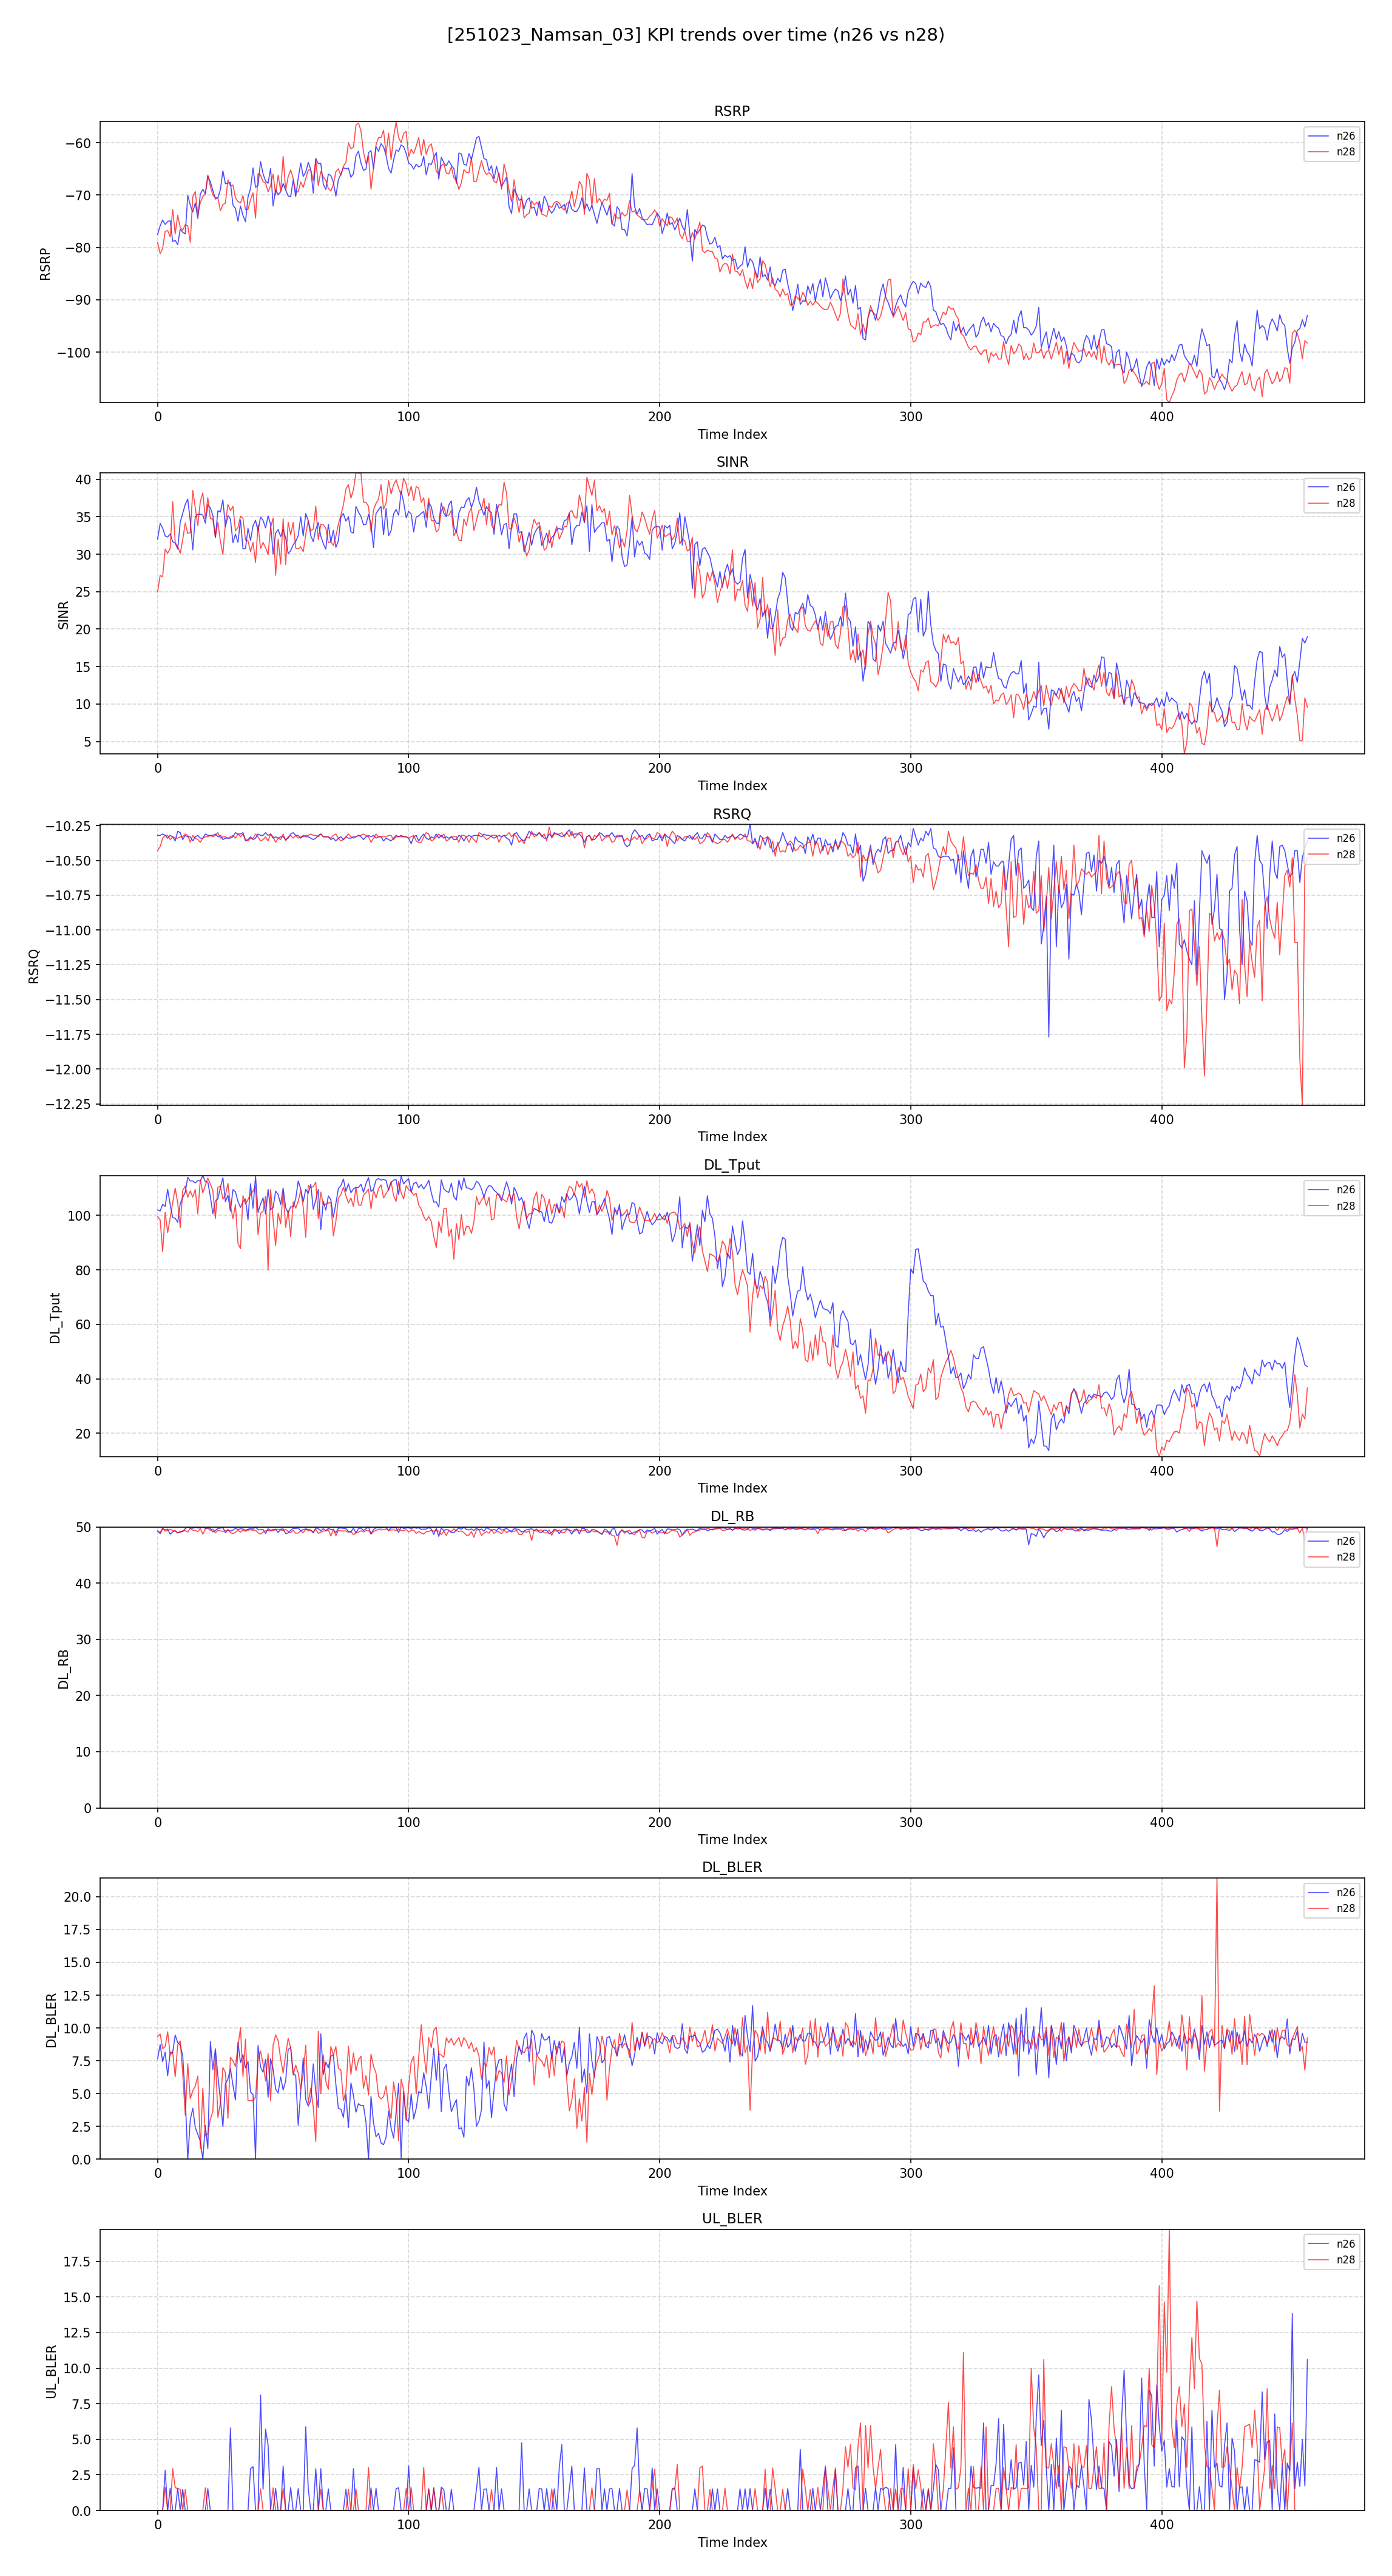 [251023_Namsan_03] KPI trends over time (n26 vs n28)
RSRP
n26
n28
−60
−70
−80
−90
−100
RSRP
0 100 200 300 400
Time Index
SINR
n26
n28
40
35
30
25
20
15
10
5
SINR
0 100 200 300 400
Time Index
RSRQ
n26
n28
−10.25
−10.50
−10.75
−11.00
−11.25
−11.50
−11.75
−12.00
−12.25
RSRQ
0 100 200 300 400
Time Index
DL_Tput
n26
n28
100
80
60
40
20
DL_Tput
0 100 200 300 400
Time Index
DL_RB
n26
n28
50
40
30
20
10
0
DL_RB
0 100 200 300 400
Time Index
DL_BLER
n26
n28
20.0
17.5
15.0
12.5
10.0
7.5
5.0
2.5
0.0
DL_BLER
0 100 200 300 400
Time Index
UL_BLER
n26
n28
17.5
15.0
12.5
10.0
7.5
5.0
2.5
0.0
UL_BLER
0 100 200 300 400
Time Index